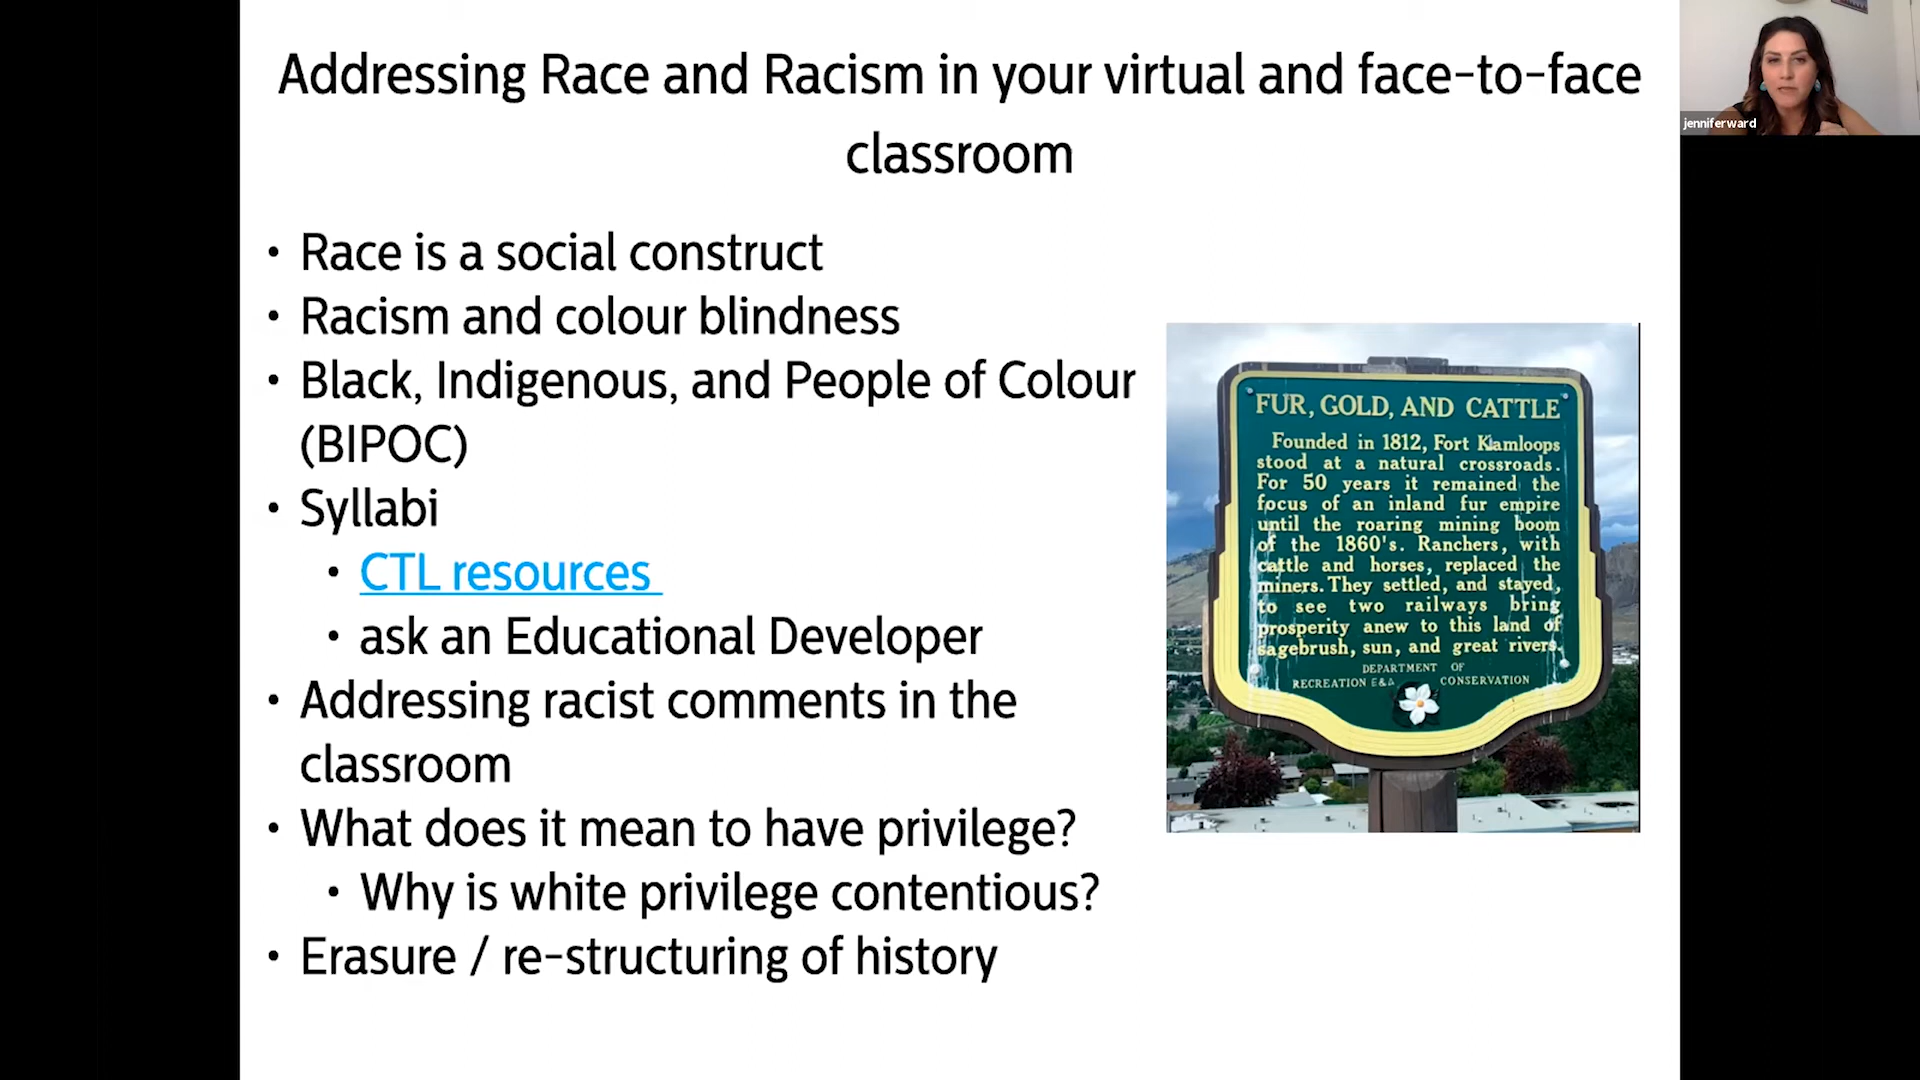 Addressing Race and Racism in your virtual and face-to-face
classroom
jenniferward
• Race is a social construct
• Racism and colour blindness
• Black, Indigenous, and People of Colour
(BIPOC)
• Syllabi
• CTL resources
• ask an Educational Developer
• Addressing racist comments in the
classroom
• What does it mean to have privilege?
• Why is white privilege contentious?
• Erasure / re-structuring of history
FUR, GOLD, AND CATTLE
Founded in 1812, Fort Kamloops
stood at a natural crossroads.
For 50 years it remained the
focus of an inland fur empire
until the roaring mining boom
of the 1860's. Ranchers, with
cattle and horses, replaced the
miners. They settled, and stayed,
to see two railways bring
prosperity anew to this land of
sagebrush, sun, and great rivers.
DEPARTMENT OF
RECREATION CONSERVATION